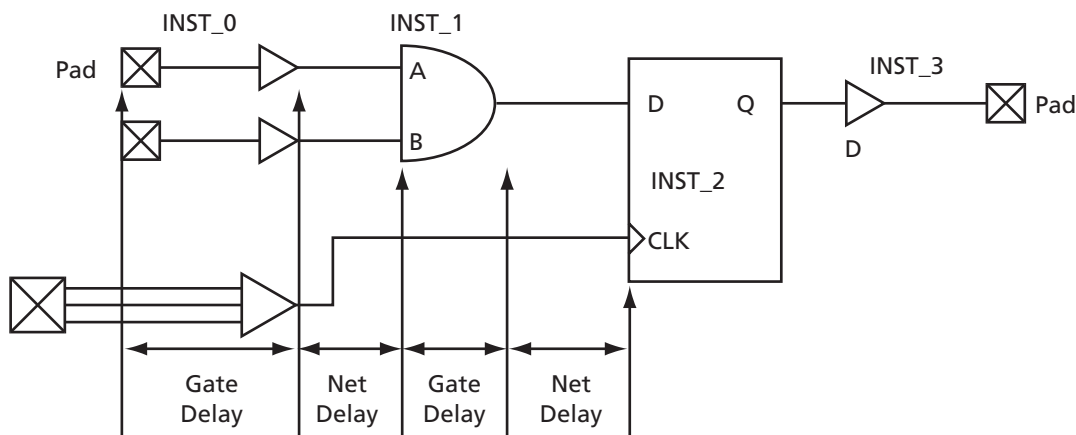 INST_0
INST_1
Pad
A
INST_3
D
Q
Pad
B
D
INST_2
CLK
Gate
Delay
Net
Delay
Gate
Delay
Net
Delay